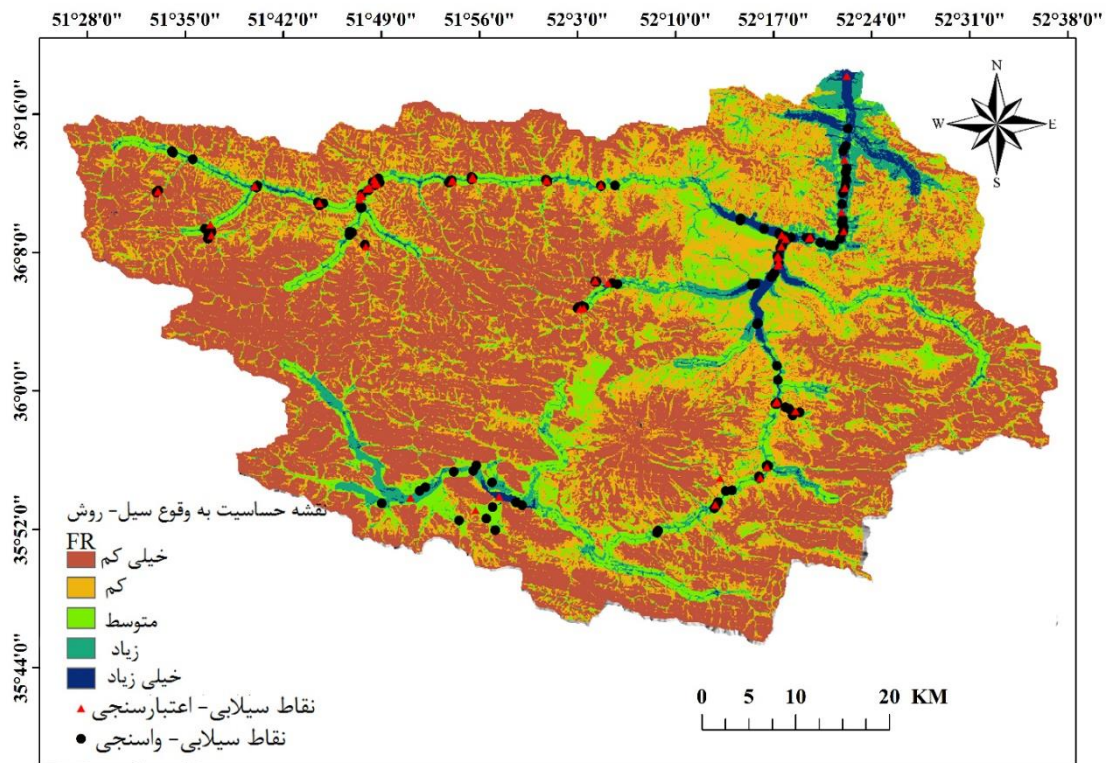 51°28'0" 51°35'0" 51°42'0" 51°49'0" 51°56'0" 52°3'0" 52°10'0" 52°17'0" 52°24'0" 52°31'0" 52°38'0"
36°16'0"
36°8'0"
36°0'0"
35°52'0"
35°44'0"
N
W E
S
نقشه حساسیت به وقوع سیل- روش
FR
خیلی کم
کم
متوسط
زیاد
خیلی زیاد
نقاط سیلابی- اعتبارسنجی
نقاط سیلابی- واسنجی
0 5 10 20 KM